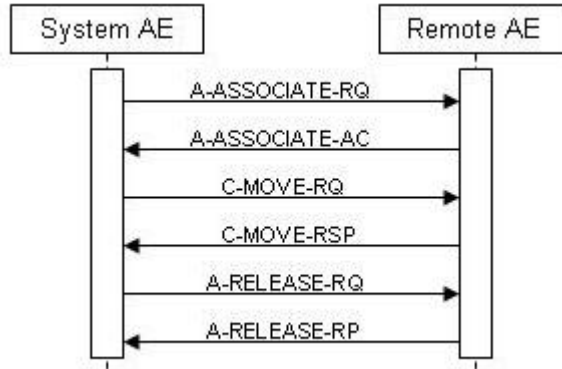 System AE
Remote AE
A-ASSOCIATE-RQ
A-ASSOCIATE-AC
C-MOVE-RQ
C-MOVE-RSP
A-RELEASE-RQ
A-RELEASE-RP